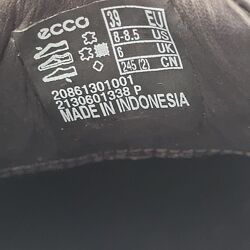 ecco
39 EU
8-8.5 US
6 UK
245 (2) CN
20861301001
2130601338 P
MADE IN INDONESIA